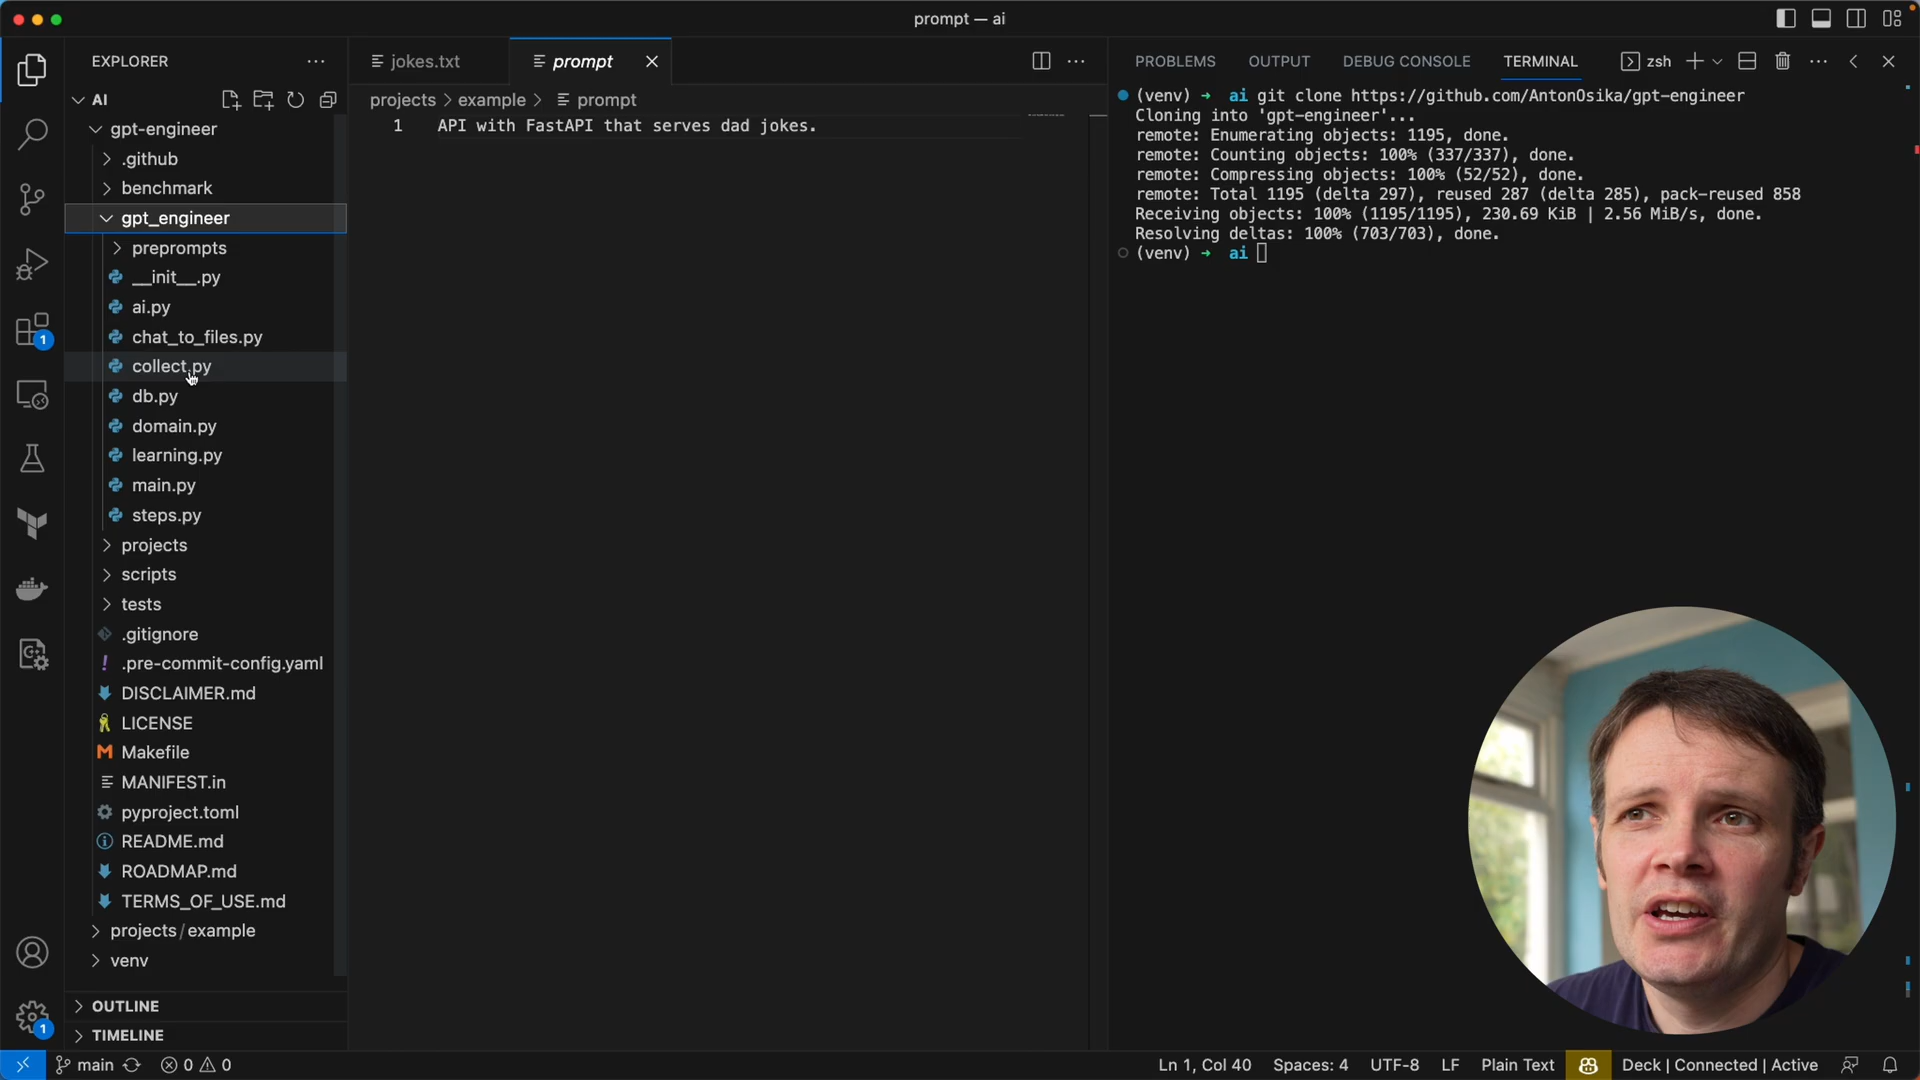 prompt — ai
EXPLORER
AI
gpt-engineer
.github
benchmark
gpt_engineer
preprompts
__init__.py
ai.py
chat_to_files.py
collect.py
db.py
domain.py
learning.py
main.py
steps.py
projects
scripts
tests
.gitignore
.pre-commit-config.yaml
DISCLAIMER.md
LICENSE
Makefile
MANIFEST.in
pyproject.toml
README.md
ROADMAP.md
TERMS_OF_USE.md
projects / example
venv
OUTLINE
TIMELINE
1
1
jokes.txt
prompt
projects > example > prompt
1 API with FastAPI that serves dad jokes.
PROBLEMS OUTPUT DEBUG CONSOLE TERMINAL zsh
(venv) → ai git clone https://github.com/AntonOsika/gpt-engineer
Cloning into 'gpt-engineer'...
remote: Enumerating objects: 1195, done.
remote: Counting objects: 100% (337/337), done.
remote: Compressing objects: 100% (52/52), done.
remote: Total 1195 (delta 297), reused 287 (delta 285), pack-reused 858
Receiving objects: 100% (1195/1195), 230.69 KiB | 2.56 MiB/s, done.
Resolving deltas: 100% (703/703), done.
(venv) → ai
main 0 0 Ln 1, Col 40 Spaces: 4 UTF-8 LF Plain Text Deck | Connected | Active